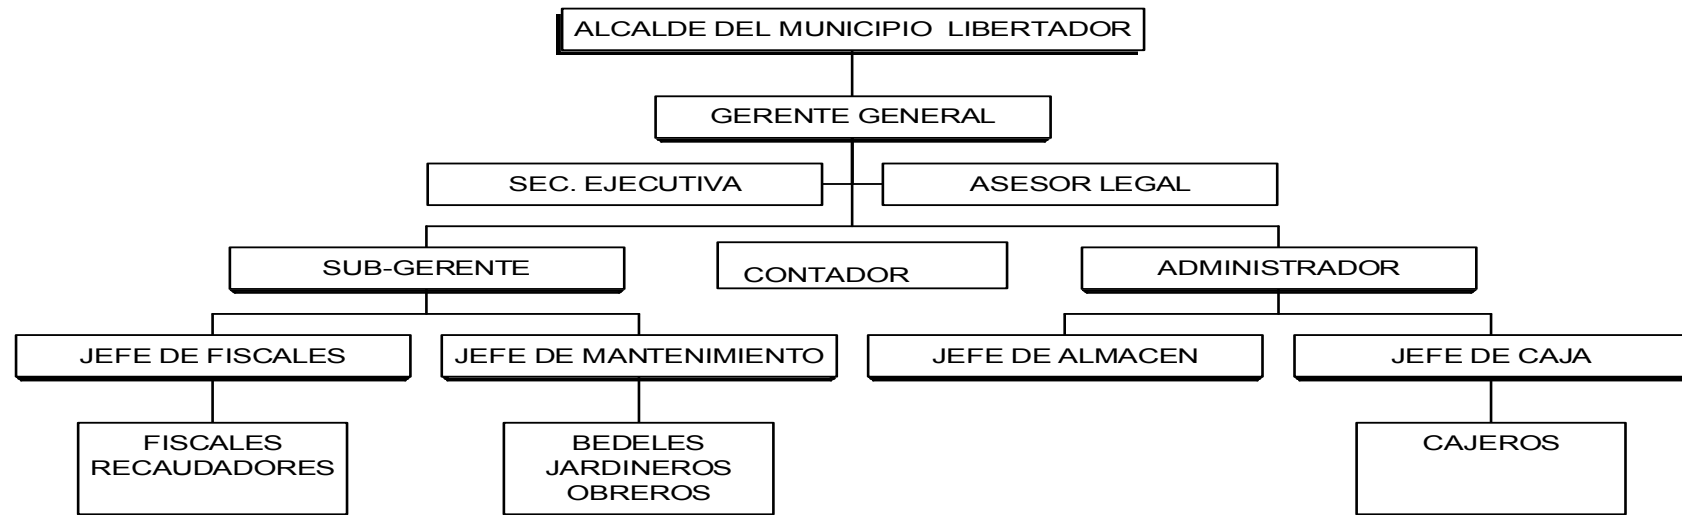 ALCALDE DEL MUNICIPIO LIBERTADOR
GERENTE GENERAL
SEC. EJECUTIVA
ASESOR LEGAL
SUB-GERENTE
CONTADOR
ADMINISTRADOR
JEFE DE FISCALES
JEFE DE MANTENIMIENTO
JEFE DE ALMACEN
JEFE DE CAJA
FISCALES
RECAUDADORES
BEDELES
JARDINEROS
OBREROS
CAJEROS